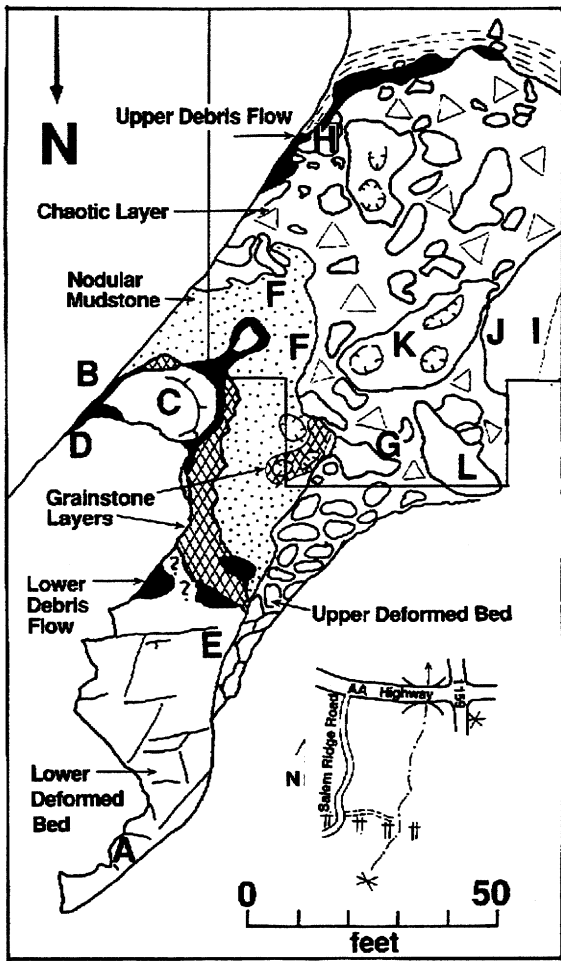 N
Upper Debris Flow
H
Chaotic Layer
Nodular
Mudstone
F
F
K
J
I
B
C
D
G
L
Grainstone
Layers
Lower
Debris
Flow
?
?
Upper Deformed Bed
E
Lower
Deformed
Bed
A
AA Highway
1159
Salem Ridge Road
N
0
50
feet